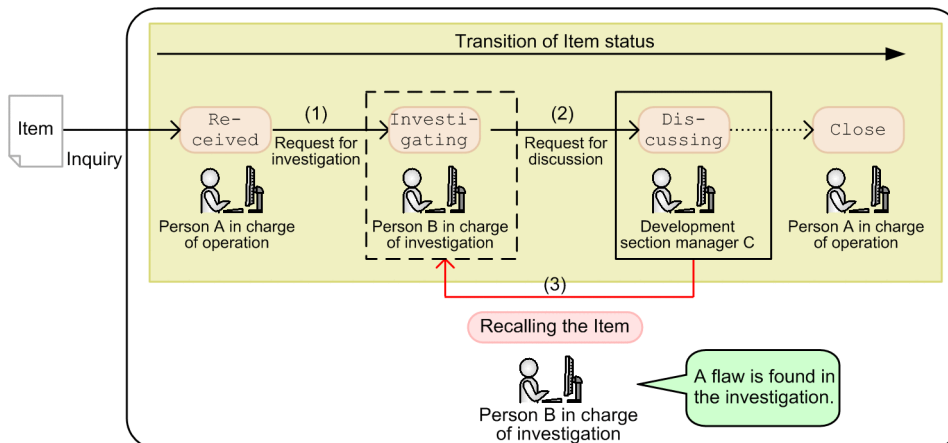 Transition of Item status
Item
Inquiry
Re-
ceived
(1)
Request for
investigation
Investi-
gating
(2)
Request for
discussion
Dis-
cussing
Close
Person A in charge
of operation
Person B in charge
of investigation
Development
section manager C
Person A in charge
of operation
(3)
Recalling the Item
A flaw is found in
the investigation.
Person B in charge
of investigation